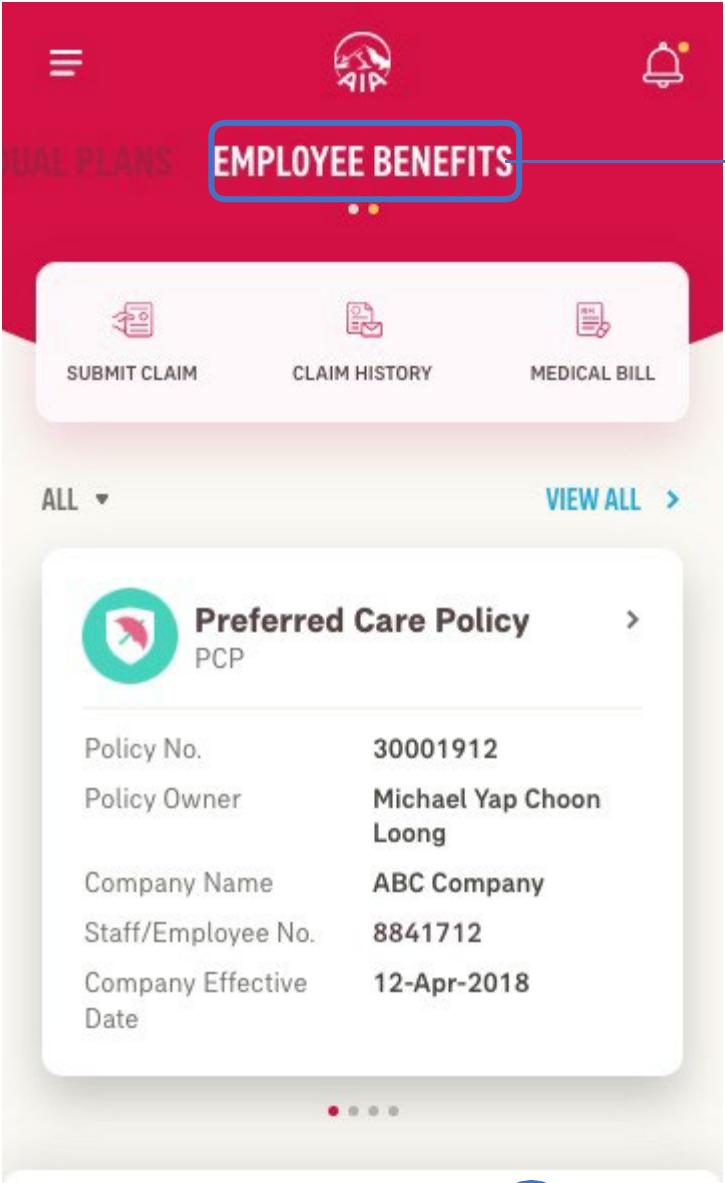 AIA
DUAL PLANS EMPLOYEE BENEFITS
SUBMIT CLAIM CLAIM HISTORY MEDICAL BILL
ALL VIEW ALL
Preferred Care Policy
PCP
Policy No. 30001912
Policy Owner Michael Yap Choon
Loong
Company Name ABC Company
Staff/Employee No. 8841712
Company Effective 12-Apr-2018
Date